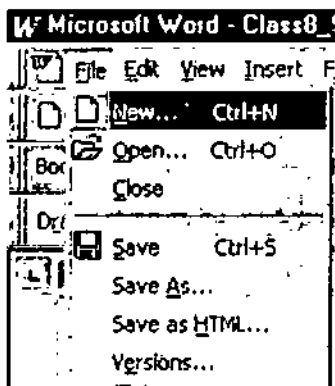 Microsoft Word - Class8_
File Edit View Insert F
New... Ctrl+N
Open... Ctrl+O
Close
Save Ctrl+S
Save As...
Save as HTML...
Versions...